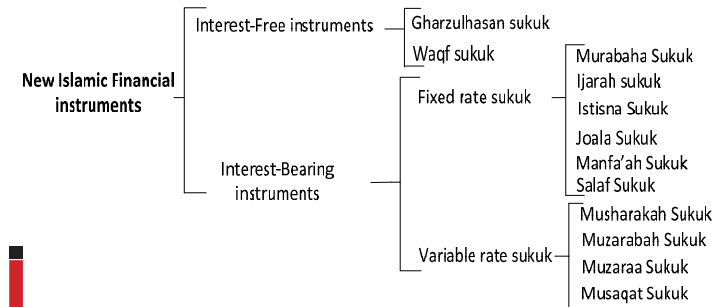 New Islamic Financial
instruments
Interest-Free instruments
Gharzulhasan sukuk
Waqf sukuk
Interest-Bearing
instruments
Fixed rate sukuk
Murabaha Sukuk
Ijarah sukuk
Istisna Sukuk
Joala Sukuk
Manfa'ah Sukuk
Salaf Sukuk
Variable rate sukuk
Musharakah Sukuk
Muzarabah Sukuk
Muzaraa Sukuk
Musaqat Sukuk